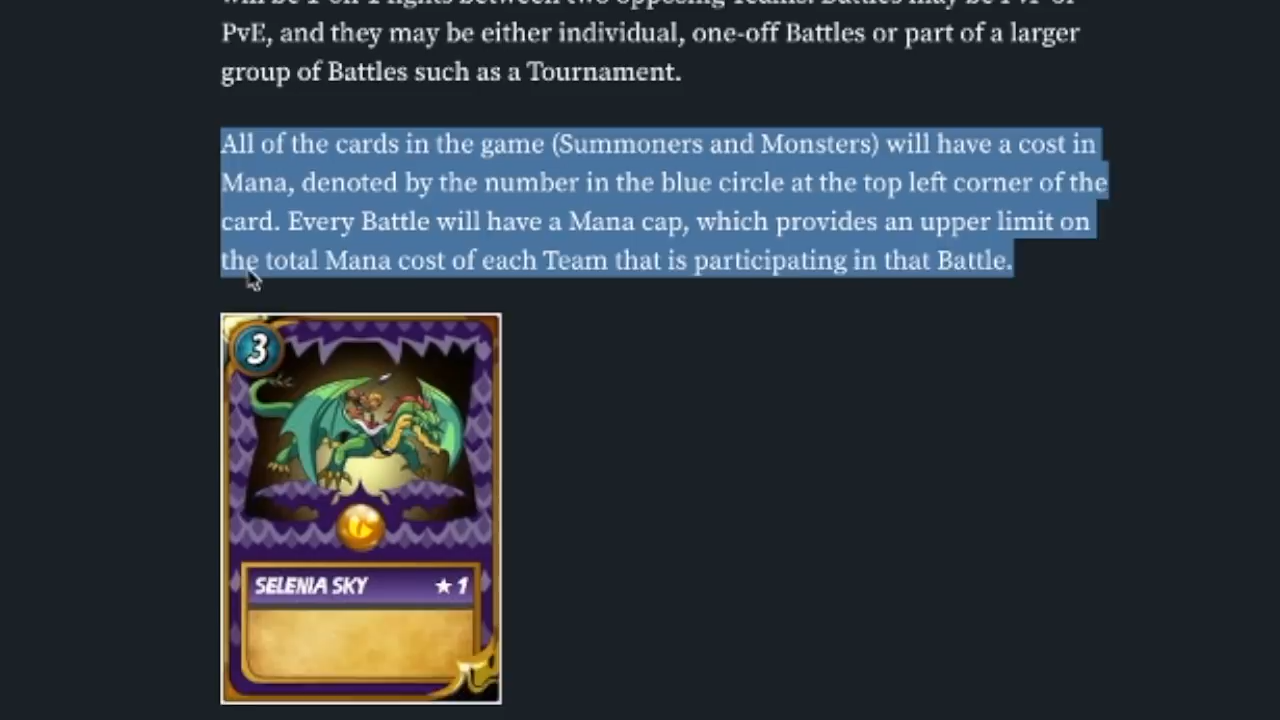 PvE, and they may be either individual, one-off Battles or part of a larger
group of Battles such as a Tournament.
All of the cards in the game (Summoners and Monsters) will have a cost in
Mana, denoted by the number in the blue circle at the top left corner of the
card. Every Battle will have a Mana cap, which provides an upper limit on
the total Mana cost of each Team that is participating in that Battle.
3
SELENIA SKY ★ 1